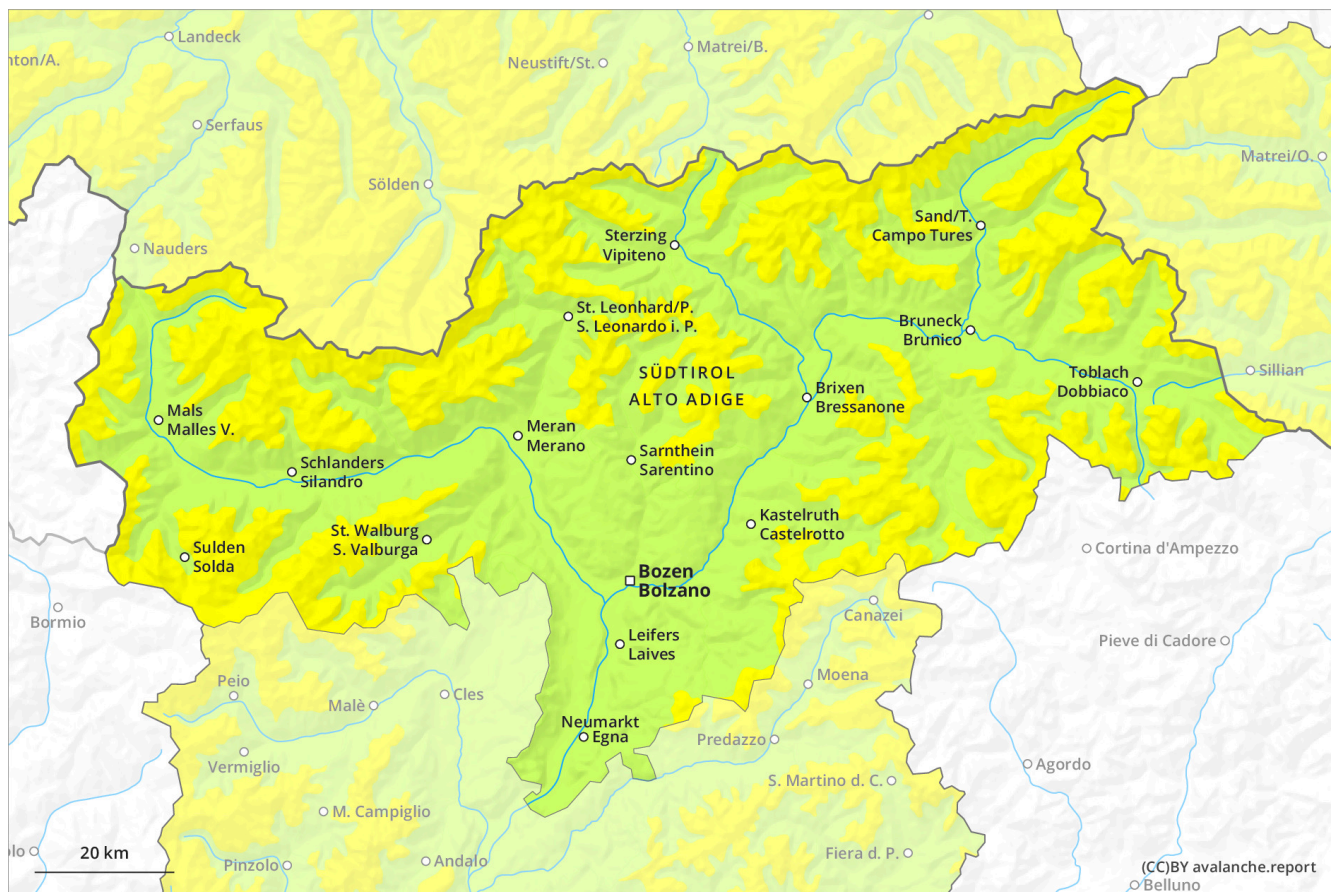 Landeck
nton/A.
Matrei/B.
Neustift/St.
Serfaus
Matrei/O.
Sölden
Sand/T.
Campo Tures
Sterzing
Vipiteno
Nauders
St. Leonhard/P.
S. Leonardo i. P.
Bruneck
Brunico
SÜDTIROL
ALTO ADIGE
Toblach
Dobbiaco
Sillian
Brixen
Bressanone
Mals
Malles V.
Meran
Merano
Sarnthein
Sarentino
Schlanders
Silandro
Kastelruth
Castelrotto
St. Walburg
S. Valburga
Sulden
Solda
Cortina d'Ampezzo
Bozen
Bolzano
Bormio
Canazei
Leifers
Laives
Pieve di Cadore
Moena
Peio
Cles
Malè
Neumarkt
Egna
Predazzo
Vermiglio
Agordo
S. Martino d. C.
M. Campiglio
olo
20 km
Pinzolo
Andalo
Fiera d. P.
(CC)BY avalanche.report
Belluno